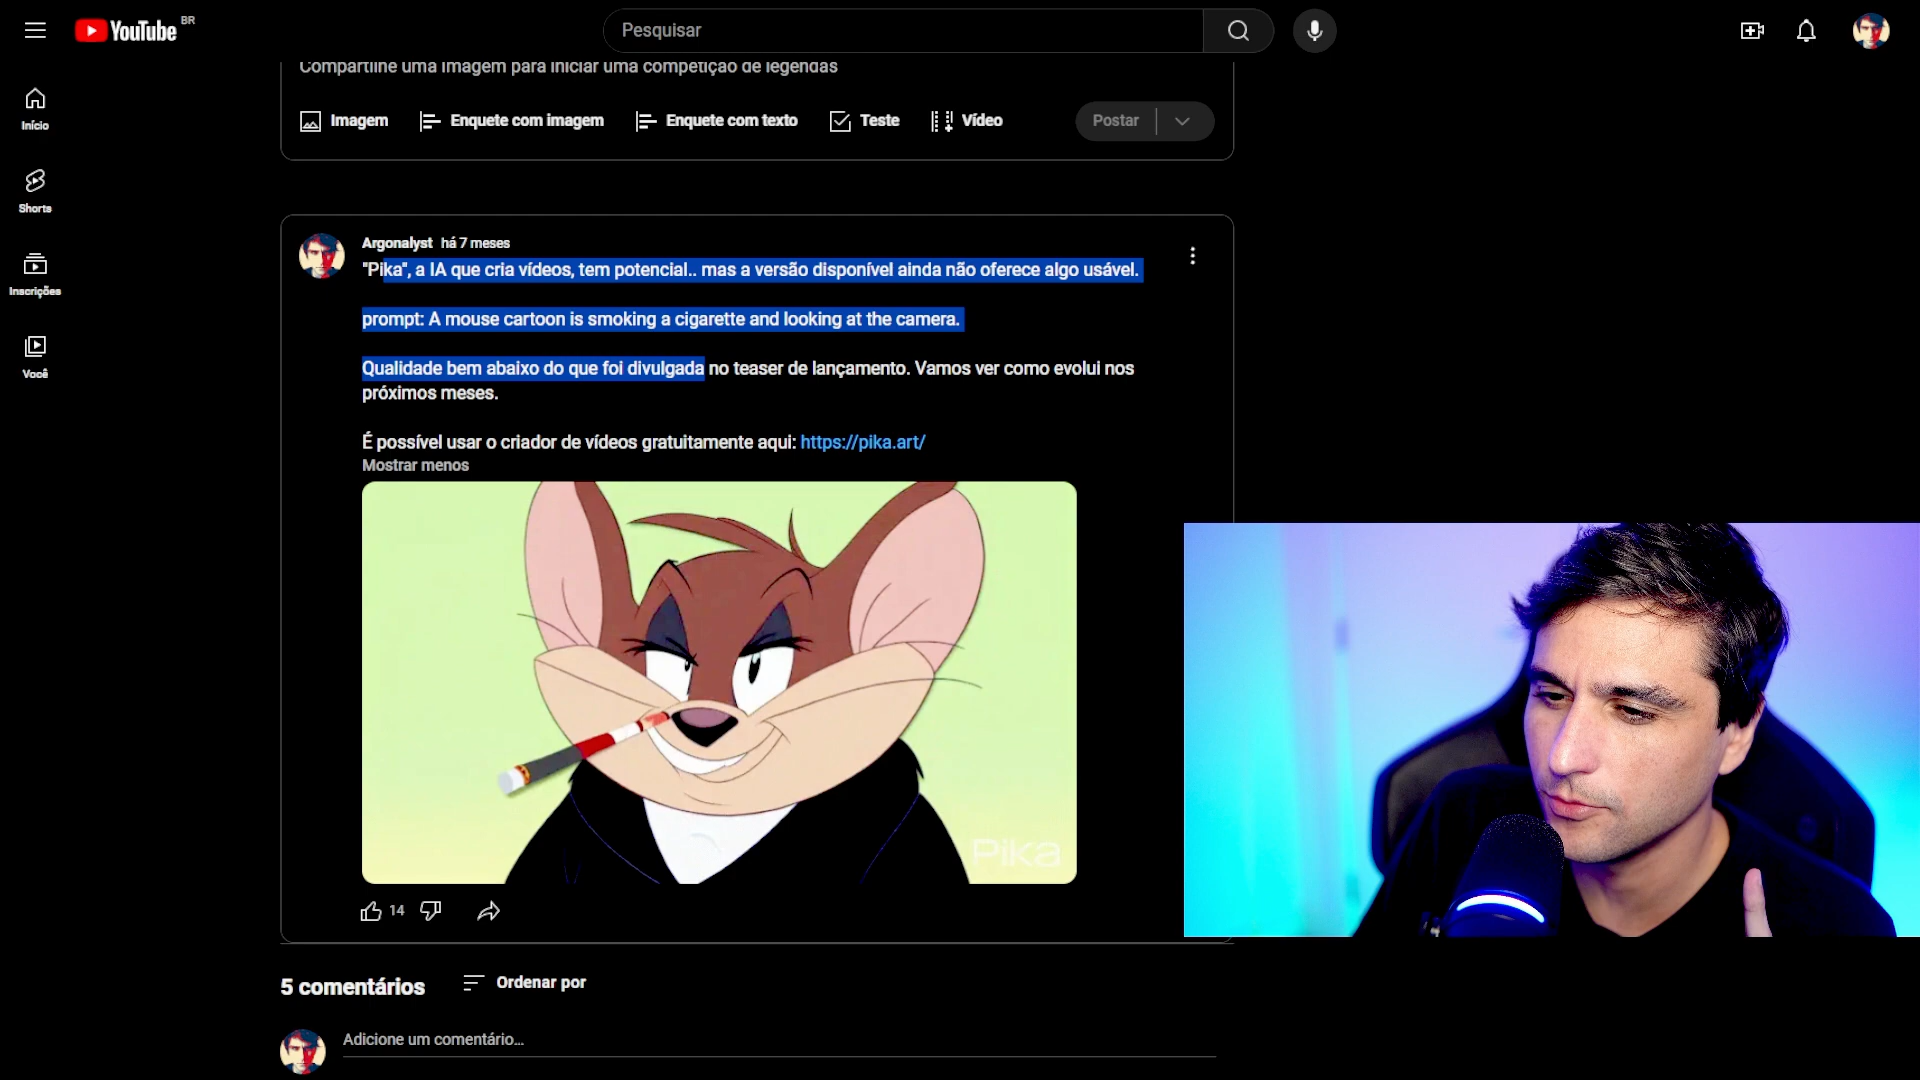 YouTube BR
Pesquisar
Compartilhe uma imagem para iniciar uma competição de legendas
Imagem
Enquete com imagem
Enquete com texto
Teste
Vídeo
Postar
Início
Shorts
Inscrições
Você
Argonalyst há 7 meses
"Pika", a IA que cria vídeos, tem potencial.. mas a versão disponível ainda não oferece algo usável.
prompt: A mouse cartoon is smoking a cigarette and looking at the camera.
Qualidade bem abaixo do que foi divulgada no teaser de lançamento. Vamos ver como evolui nos
próximos meses.
É possível usar o criador de vídeos gratuitamente aqui: https://pika.art/
Mostrar menos
Pika
14
5 comentários
Ordenar por
Adicione um comentário...